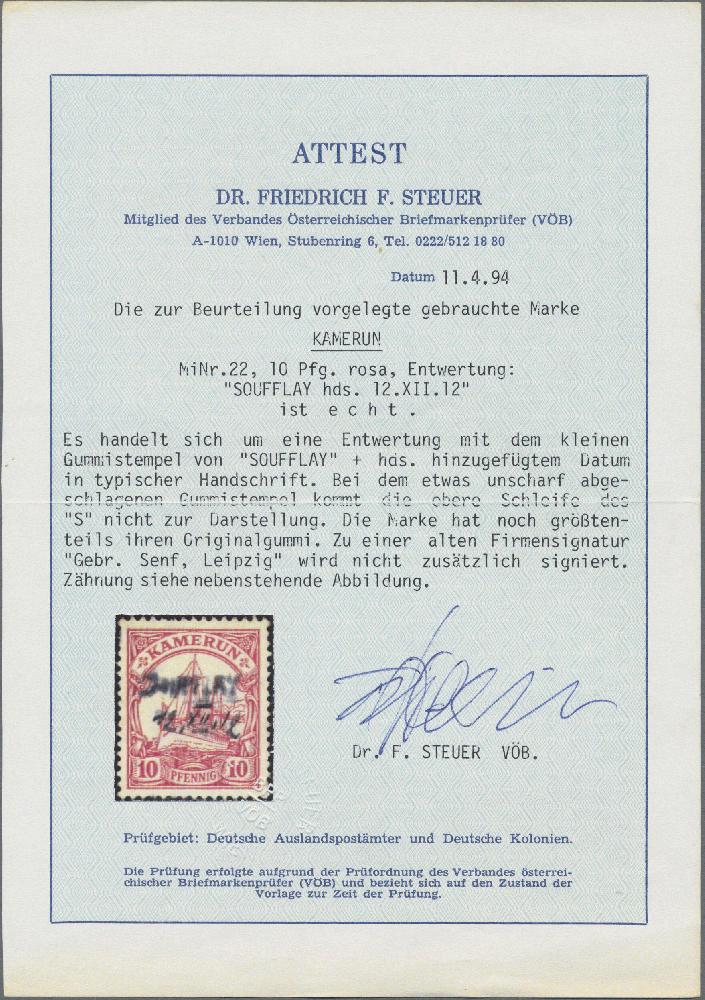 ATTEST
DR. FRIEDRICH F. STEUER
Mitglied des Verbandes Österreichischer Briefmarkenprüfer (VÖB)
A-1010 Wien, Stubenring 6, Tel. 0222/512 18 80
Datum 11.4.94
Die zur Beurteilung vorgelegte gebrauchte Marke
KAMERUN
MiNr.22, 10 Pfg. rosa, Entwertung:
"SOUFFLAY hds. 12.XII.12"
ist e c h t .
Es handelt sich um eine Entwertung mit dem kleinen
Gummistempel von "SOUFFLAY" + hds. hinzugefügtem Datum
in typischer Handschrift. Bei dem etwas unscharf abge-
schlagenen Gummistempel kommt die obere Schleife des
"S" nicht zur Darstellung. Die Marke hat noch größten-
teils ihren Originalgummi. Zu einer alten Firmensignatur
"Gebr. Senf, Leipzig" wird nicht zusätzlich signiert.
Zähnung siehe nebenstehende Abbildung.
KAMERUN
SOUFFLAY
12.XII.12
10 PFENNIG 10
Dr. F. STEUER VÖB.
Prüfgebiet: Deutsche Auslandspostämter und Deutsche Kolonien.
Die Prüfung erfolgte aufgrund der Prüfordnung des Verbandes österrei-
chischer Briefmarkenprüfer (VÖB) und bezieht sich auf den Zustand der
Vorlage zur Zeit der Prüfung.